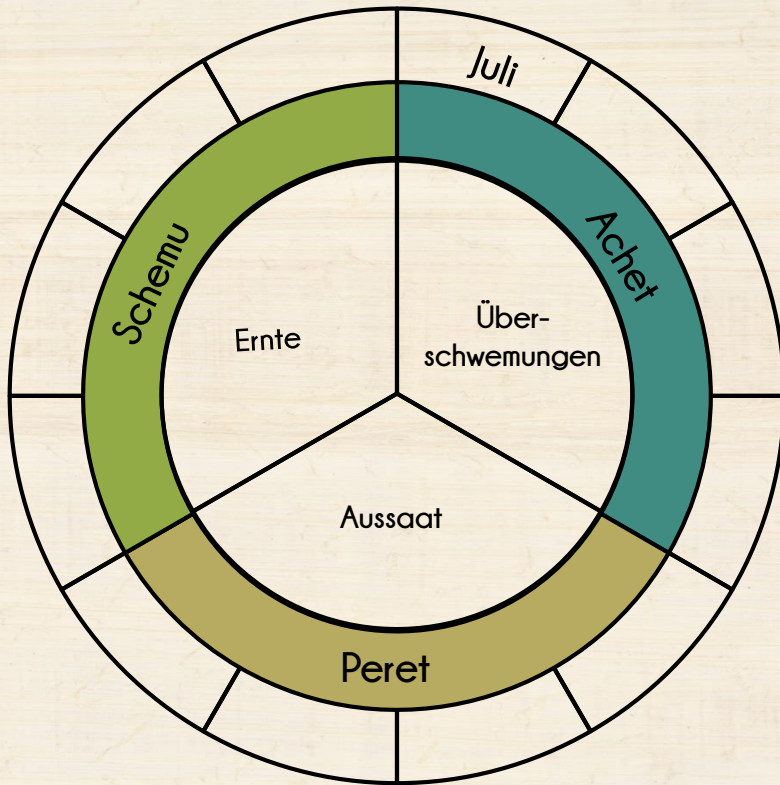 Juli
Achet
Schemu
Über-
schwemungen
Ernte
Aussaat
Peret